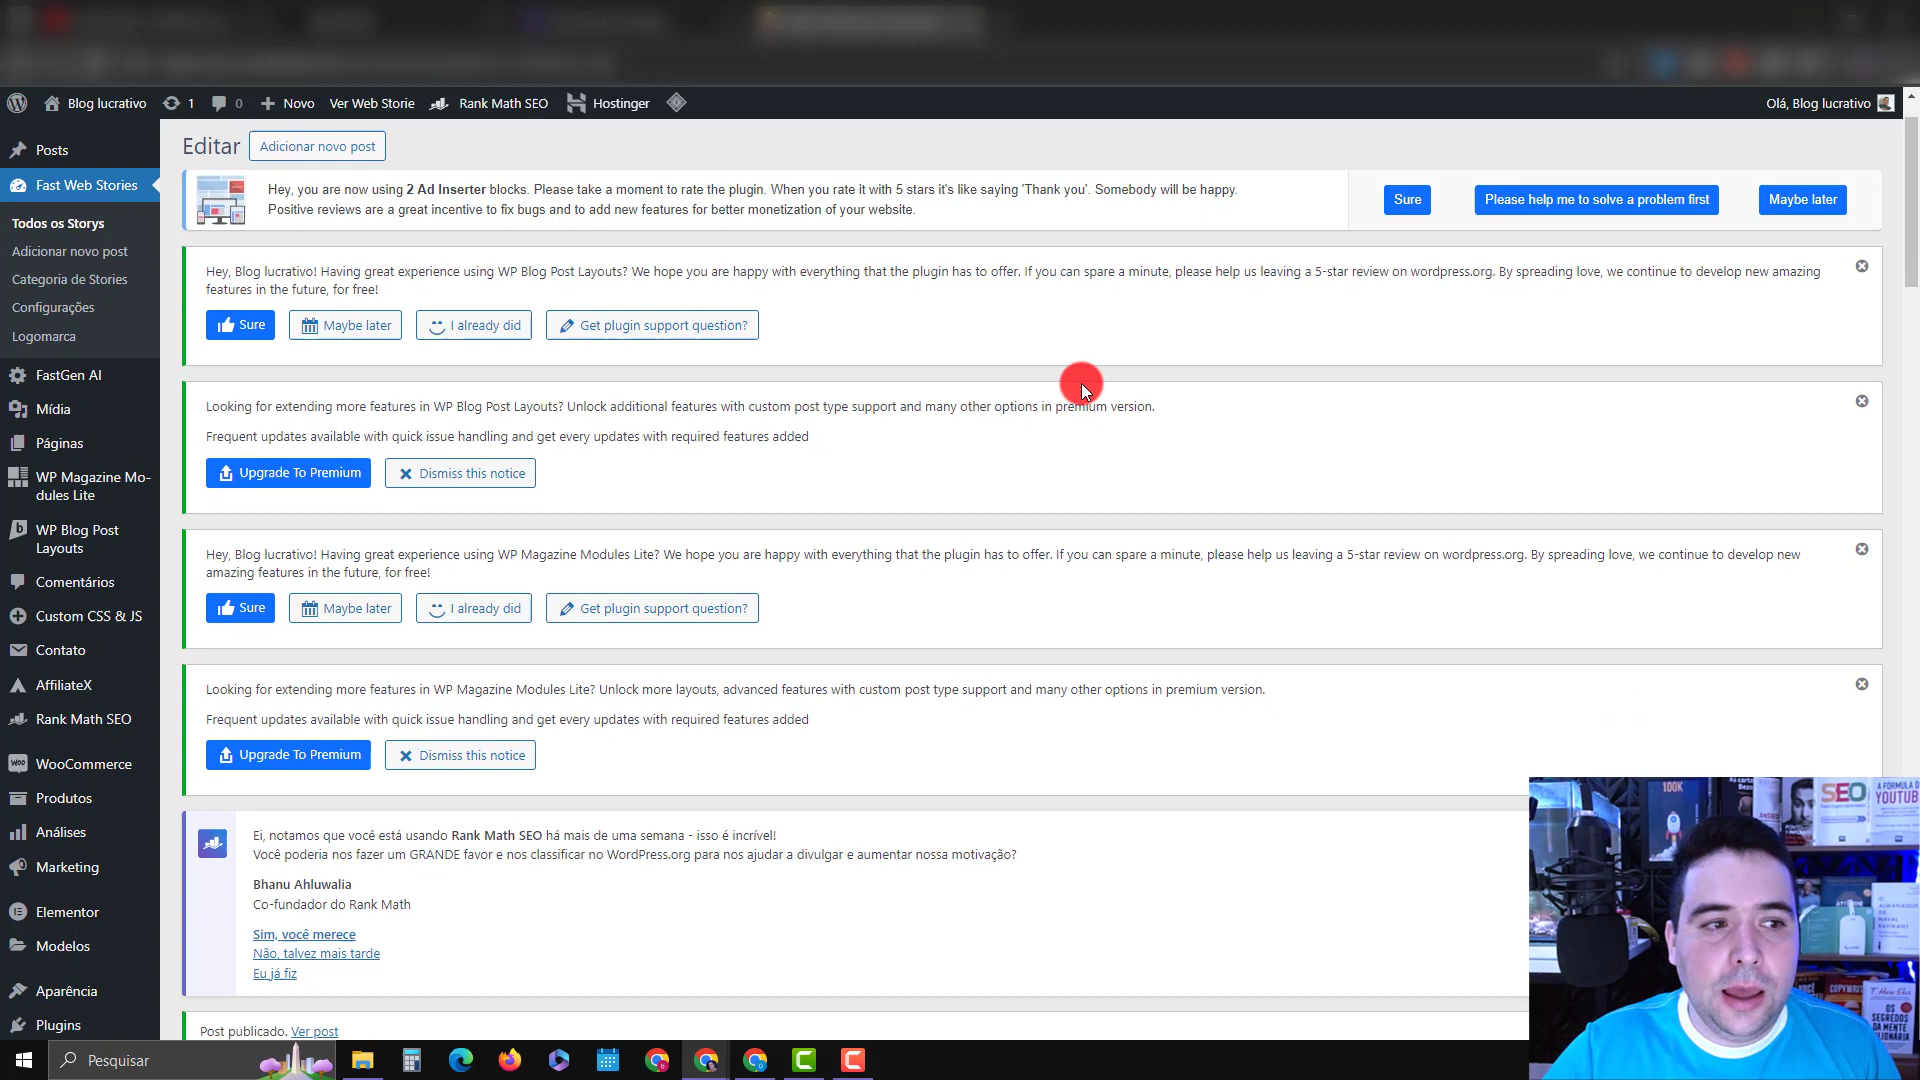 Blog lucrativo
1
0
Novo
Ver Web Storie
Rank Math SEO
Hostinger
Olá, Blog lucrativo
Posts
Fast Web Stories
Todos os Storys
Adicionar novo post
Categoria de Stories
Configurações
Logomarca
FastGen AI
Mídia
Páginas
WP Magazine Mo-
dules Lite
WP Blog Post
Layouts
Comentários
Custom CSS & JS
Contato
AffiliateX
Rank Math SEO
WooCommerce
Produtos
Análises
Marketing
Elementor
Modelos
Aparência
Plugins
Editar
Adicionar novo post
Hey, you are now using 2 Ad Inserter blocks. Please take a moment to rate the plugin. When you rate it with 5 stars it's like saying 'Thank you'. Somebody will be happy.
Positive reviews are a great incentive to fix bugs and to add new features for better monetization of your website.
Sure
Please help me to solve a problem first
Maybe later
Hey, Blog lucrativo! Having great experience using WP Blog Post Layouts? We hope you are happy with everything that the plugin has to offer. If you can spare a minute, please help us leaving a 5-star review on wordpress.org. By spreading love, we continue to develop new amazing
features in the future, for free!
Sure
Maybe later
I already did
Get plugin support question?
Looking for extending more features in WP Blog Post Layouts? Unlock additional features with custom post type support and many other options in premium version.
Frequent updates available with quick issue handling and get every updates with required features added
Upgrade To Premium
Dismiss this notice
Hey, Blog lucrativo! Having great experience using WP Magazine Modules Lite? We hope you are happy with everything that the plugin has to offer. If you can spare a minute, please help us leaving a 5-star review on wordpress.org. By spreading love, we continue to develop new
amazing features in the future, for free!
Sure
Maybe later
I already did
Get plugin support question?
Looking for extending more features in WP Magazine Modules Lite? Unlock more layouts, advanced features with custom post type support and many other options in premium version.
Frequent updates available with quick issue handling and get every updates with required features added
Upgrade To Premium
Dismiss this notice
Ei, notamos que você está usando Rank Math SEO há mais de uma semana - isso é incrível!
Você poderia nos fazer um GRANDE favor e nos classificar no WordPress.org para nos ajudar a divulgar e aumentar nossa motivação?
Bhanu Ahluwalia
Co-fundador do Rank Math
Sim, você merece
Não, talvez mais tarde
Eu já fiz
Post publicado. Ver post
100K
SEO
A FÓRMULA D
YOUTUB
O
ALMANAQUE
DE NAVAL
RAVIKANT
COPYWRIT
T. Harv Eker
OS
SEGREDOS
DA MENTE
MILIONÁRIA
Pesquisar